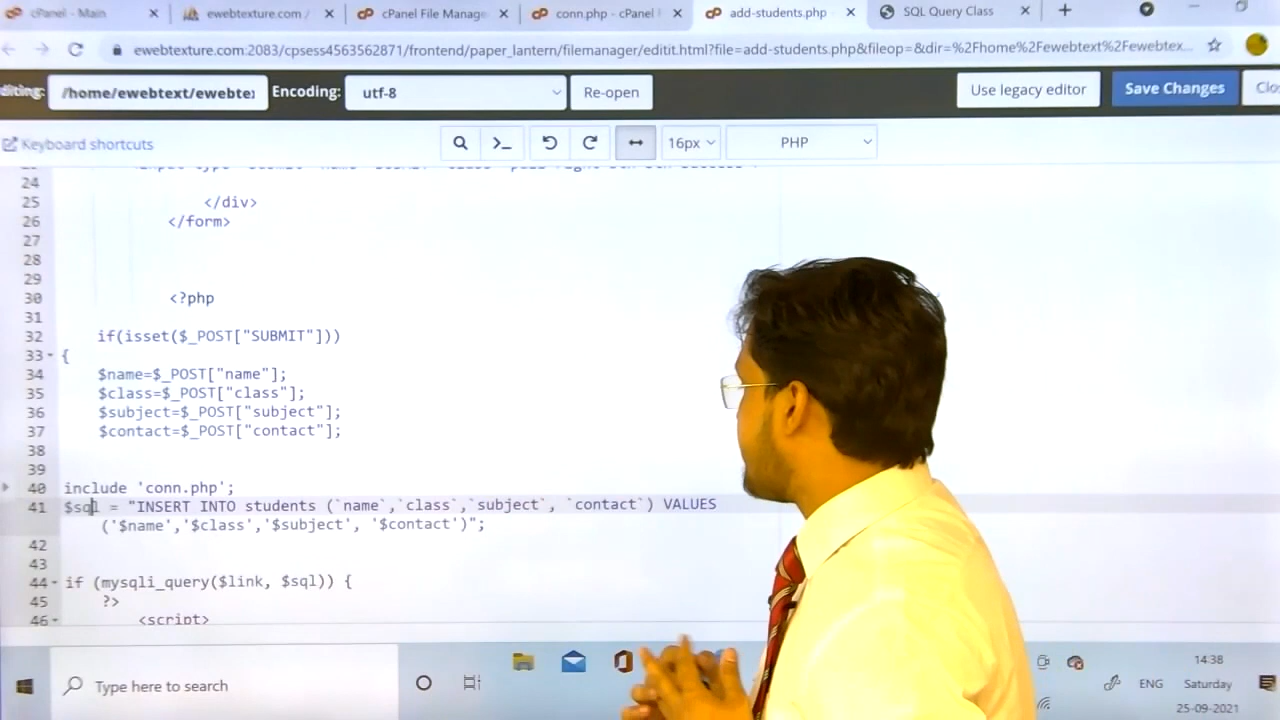 cPanel - Main
ewebtexture.com /
cPanel File Manage
conn.php - cPanel
add-students.php
SQL Query Class
ewebtexture.com:2083/cpsess4563562871/frontend/paper_lantern/filemanager/editit.html?file=add-students.php&fileop=&dir=%2Fhome%2Fewebtext%2Fewebtex...
diting: /home/ewebtext/ewebte Encoding: utf-8 Re-open Use legacy editor Save Changes Clo
Keyboard shortcuts 16px PHP
24
25 </div>
26 </form>
27
28
29
30 <?php
31
32 if(isset($_POST["SUBMIT"]))
33 {
34 $name=$_POST["name"];
35 $class=$_POST["class"];
36 $subject=$_POST["subject"];
37 $contact=$_POST["contact"];
38
39
40 include 'conn.php';
41 $sql = "INSERT INTO students (`name`,`class`,`subject`, `contact`) VALUES
('$name','$class','$subject', '$contact')";
42
43
44 if (mysqli_query($link, $sql)) {
45 ?>
46 <script>
Type here to search
14:38
ENG Saturday
25-09-2021